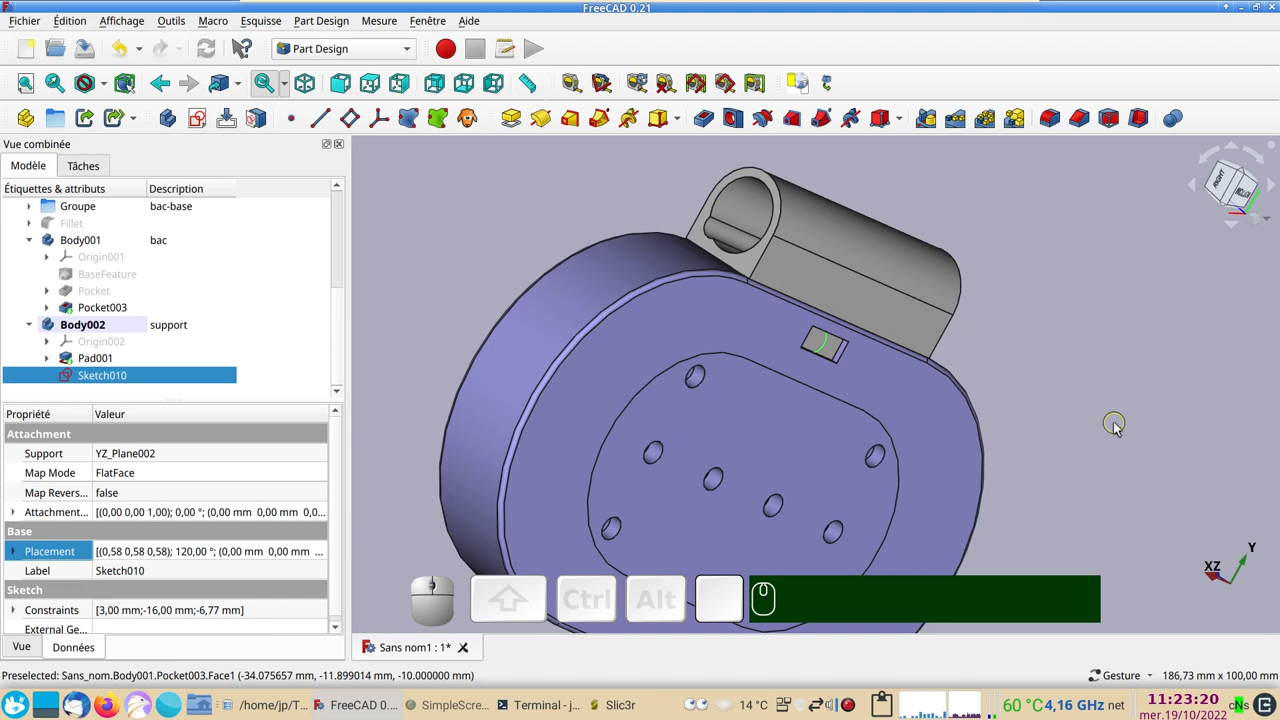 FreeCAD 0.21
Fichier Édition Affichage Outils Macro Esquisse Part Design Mesure Fenêtre Aide
Part Design
Vue combinée
Modèle Tâches
Étiquettes & attributs Description
Groupe bac-base
Fillet
Body001 bac
Origin001
BaseFeature
Pocket
Pocket003
Body002 support
Origin002
Pad001
Sketch010
Propriété Valeur
Attachment
Support YZ_Plane002
Map Mode FlatFace
Map Revers... false
Attachment... [(0,00 0,00 1,00); 0,00 °; (0,00 mm 0,00 mm 0,0...
Base
Placement [(0,58 0,58 0,58); 120,00 °; (0,00 mm 0,00 mm ...
Label Sketch010
Sketch
Constraints [3,00 mm;-16,00 mm;-6,77 mm]
External Ge...
Vue Données
RIGHT
Y
XZ
Ctrl Alt
Sans nom1 : 1*
Preselected: Sans_nom.Body001.Pocket003.Face1 (-34.075657 mm, -11.899014 mm, -10.000000 mm)
Gesture 186,73 mm x 100,00 mm
/home/jp/T... FreeCAD 0.... SimpleScre... Terminal - j... Slic3r
14 °C
60°C 4,16 GHz net
11:23:20
mer.19/10/2022